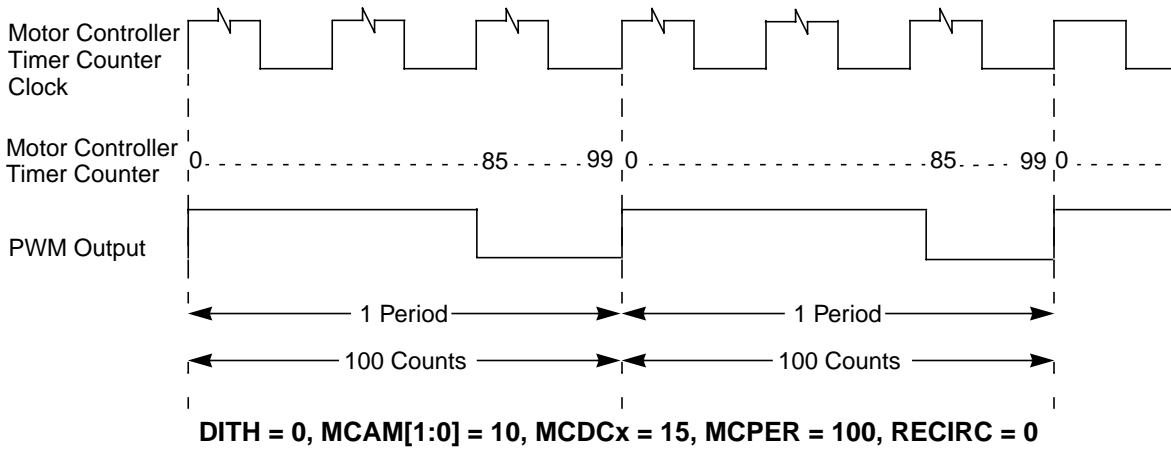 Motor Controller
Timer Counter
Clock
Motor Controller
Timer Counter
0 85 99 0 85 99 0
PWM Output
1 Period 1 Period
100 Counts 100 Counts
DITH = 0, MCAM[1:0] = 10, MCDCx = 15, MCPER = 100, RECIRC = 0